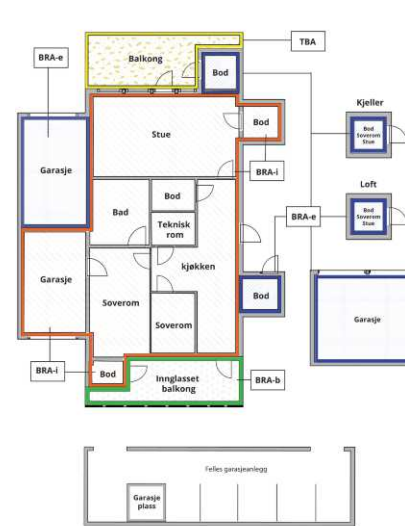 TBA
BRA-e
Balkong
Bod
Kjeller
Bod
Soverom
Stue
Stue
Bod
BRA-i
Garasje
Loft
Bod
Soverom
Stue
BRA-e
Bad
Bod
Teknisk
rom
kjøkken
Garasje
Soverom
Bod
Garasje
Soverom
BRA-i
Bod
Innglasset
balkong
BRA-b
Felles garasjeanlegg
Garasje
plass